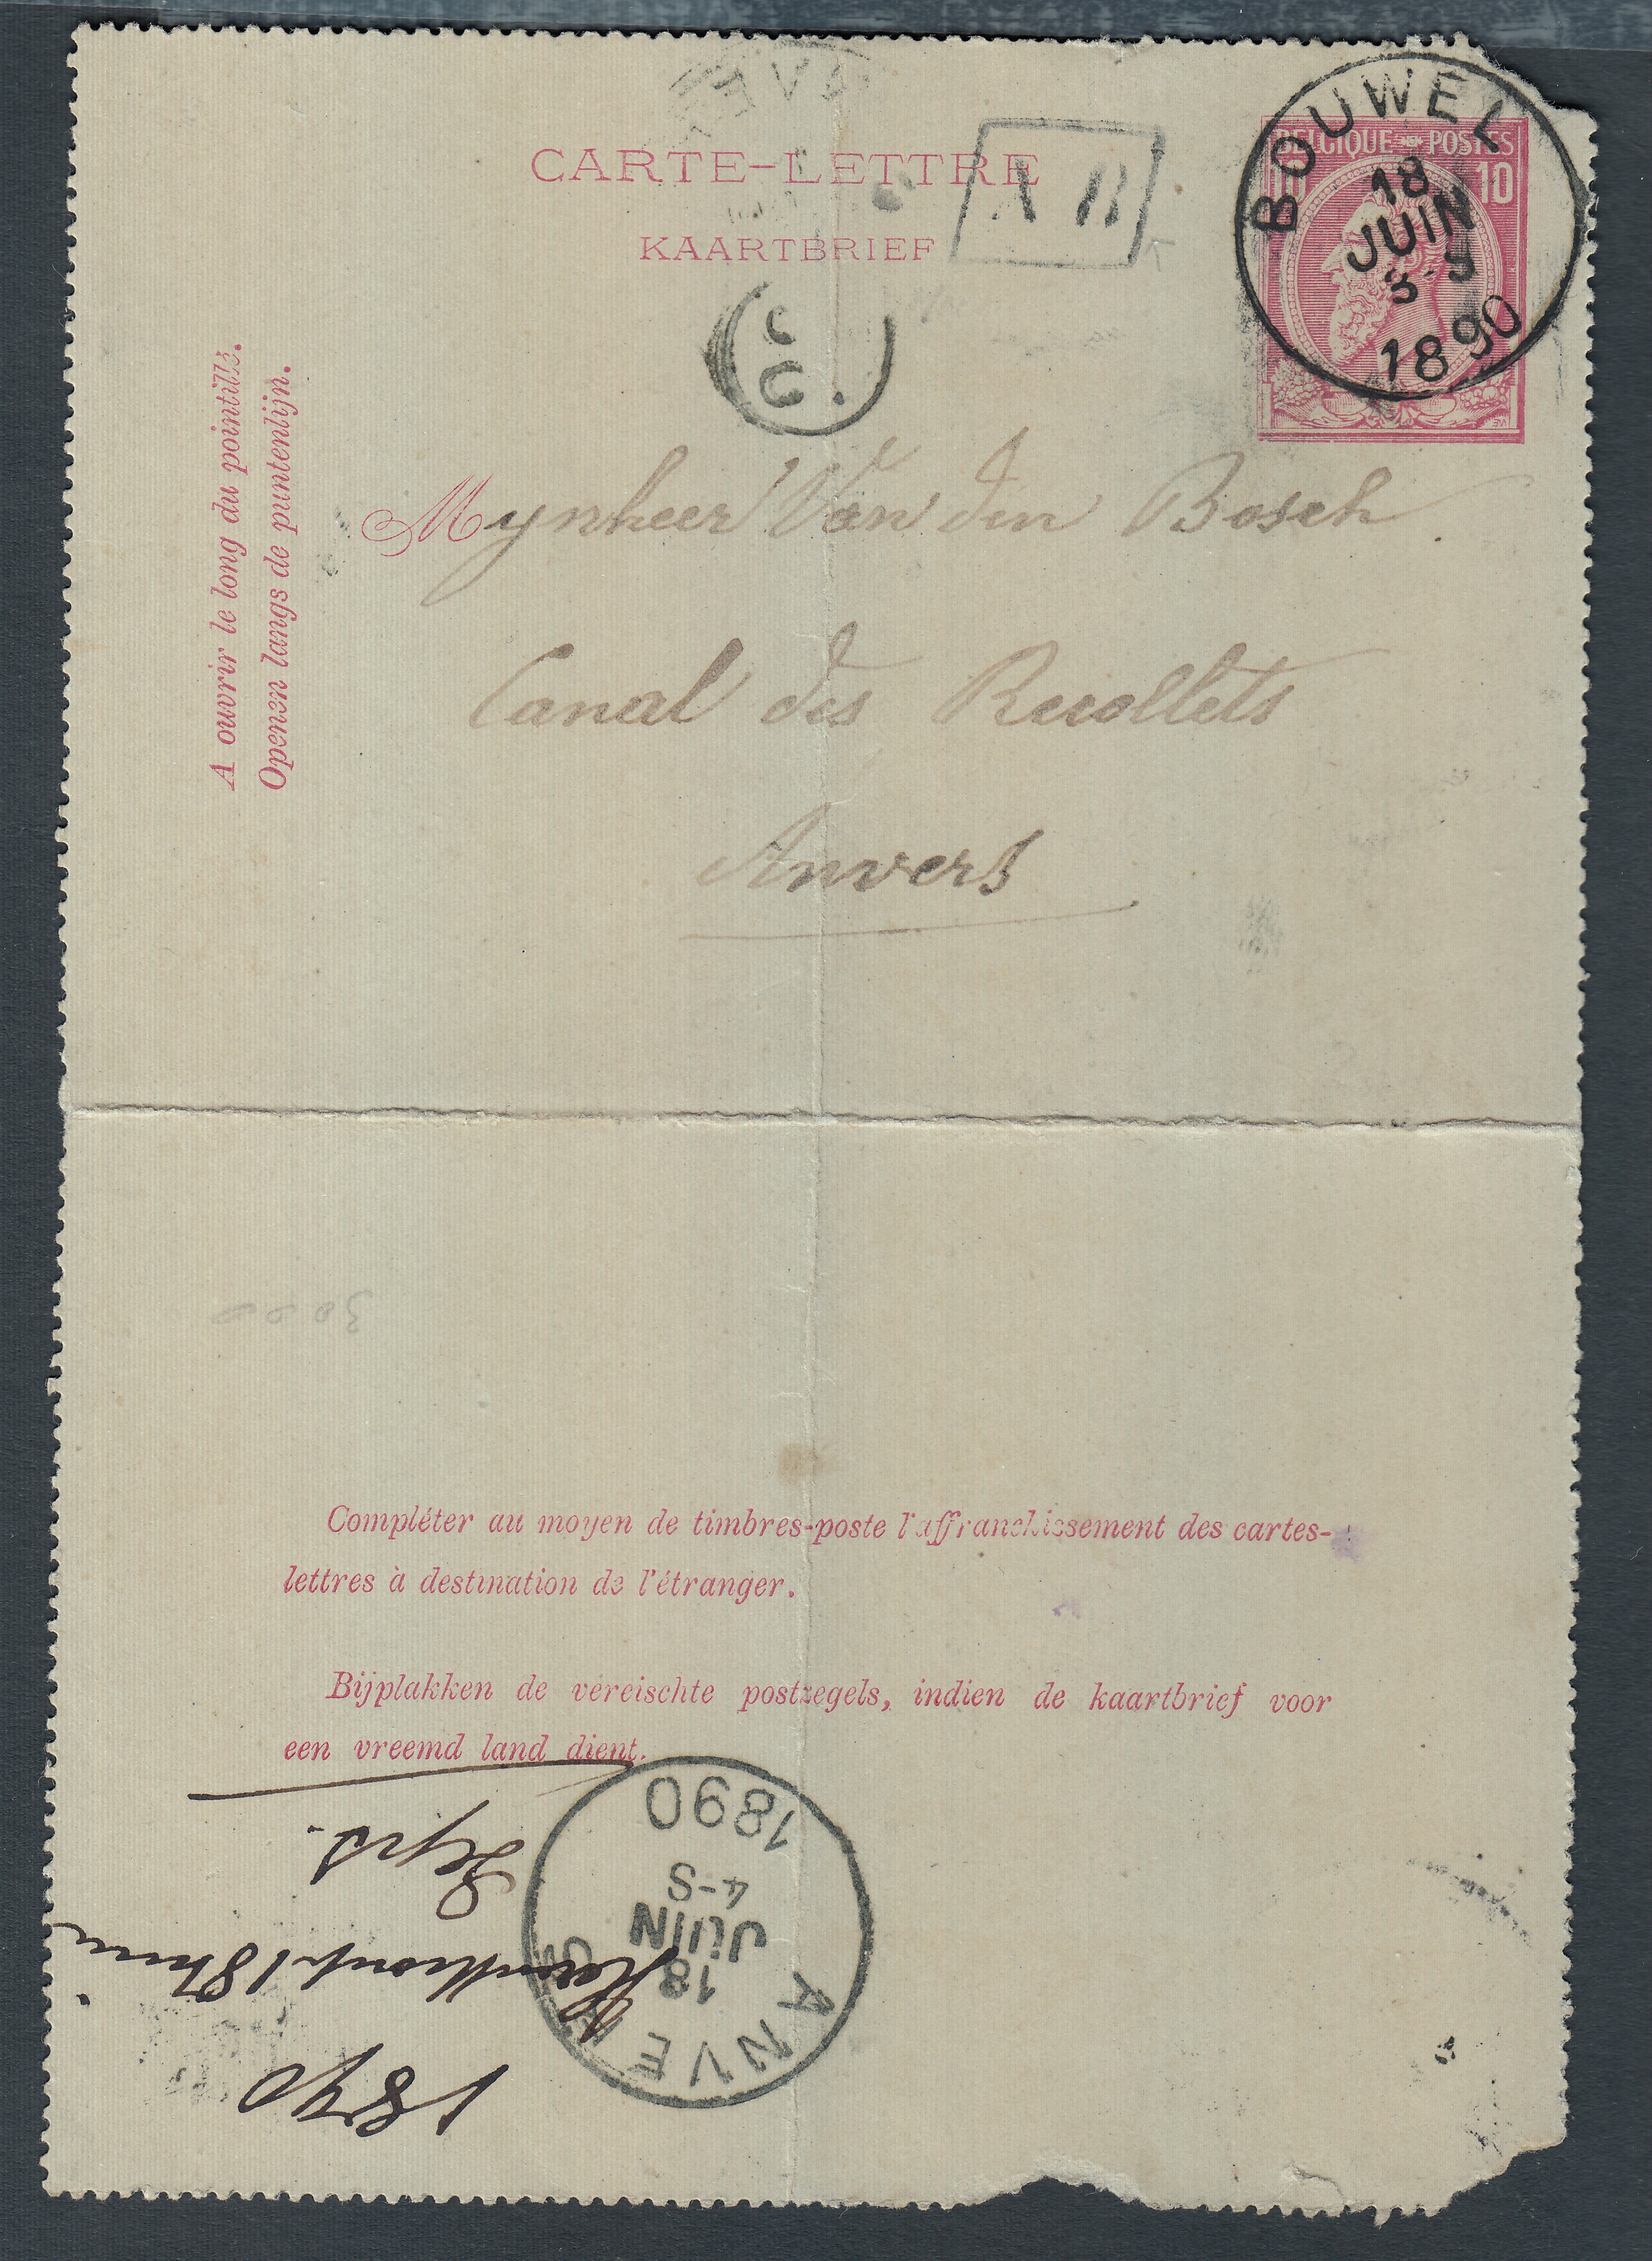 CARTE-LETTRE
KAARTBRIEF
BELGIQUE POSTES
10 10
BOUWEL
18
JUIN
3-S
1890
A ouvrir le long du pointillé.
Openen langs de puntenlijn.
Mynheer Van den Bosch
Canal des Recollets
Anvers
3000
Compléter au moyen de timbres-poste l'affranchissement des cartes-
lettres à destination de l'étranger.
Bijplakken de vereischte postzegels, indien de kaartbrief voor
een vreemd land dient.
ANVERS
18
JUIN
4-S
1890
1890
18 Juni